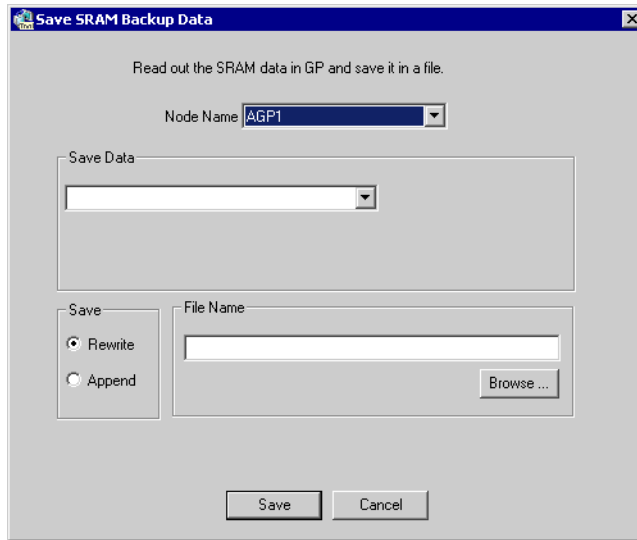 Save SRAM Backup Data
Read out the SRAM data in GP and save it in a file.
Node Name AGP1
Save Data
Save
File Name
Rewrite
Append
Browse ...
Save
Cancel